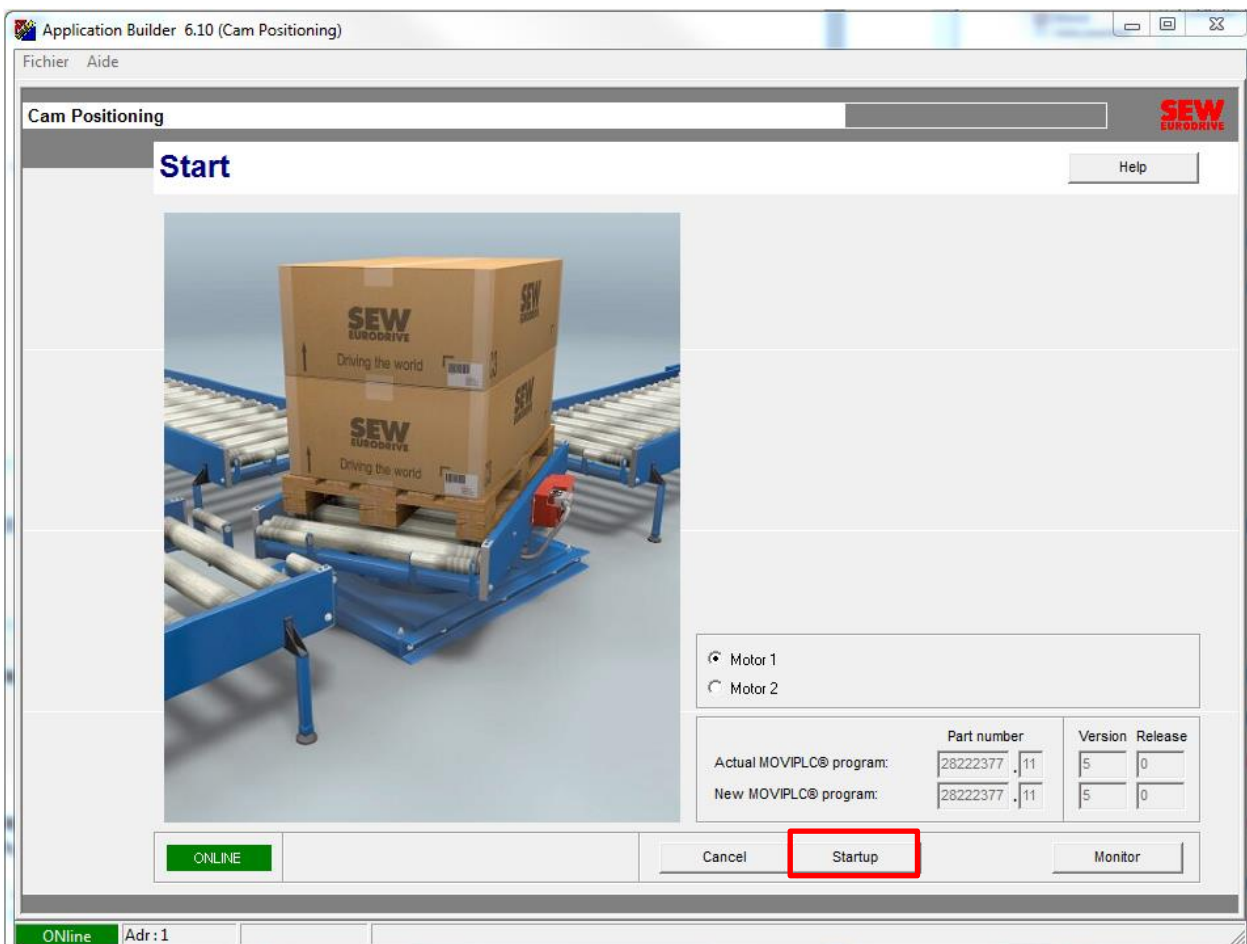 Application Builder 6.10 (Cam Positioning)
Fichier Aide
Cam Positioning
SEW
EURODRIVE
Start
Help
SEW
EURODRIVE
Driving the world
SEW
SEW
EURODRIVE
Driving the world
SEW
Motor 1
Motor 2
Part number Version Release
Actual MOVIPLC® program: 28222377 . 11 5 0
New MOVIPLC® program: 28222377 . 11 5 0
ONLINE Cancel Startup Monitor
ONline Adr:1